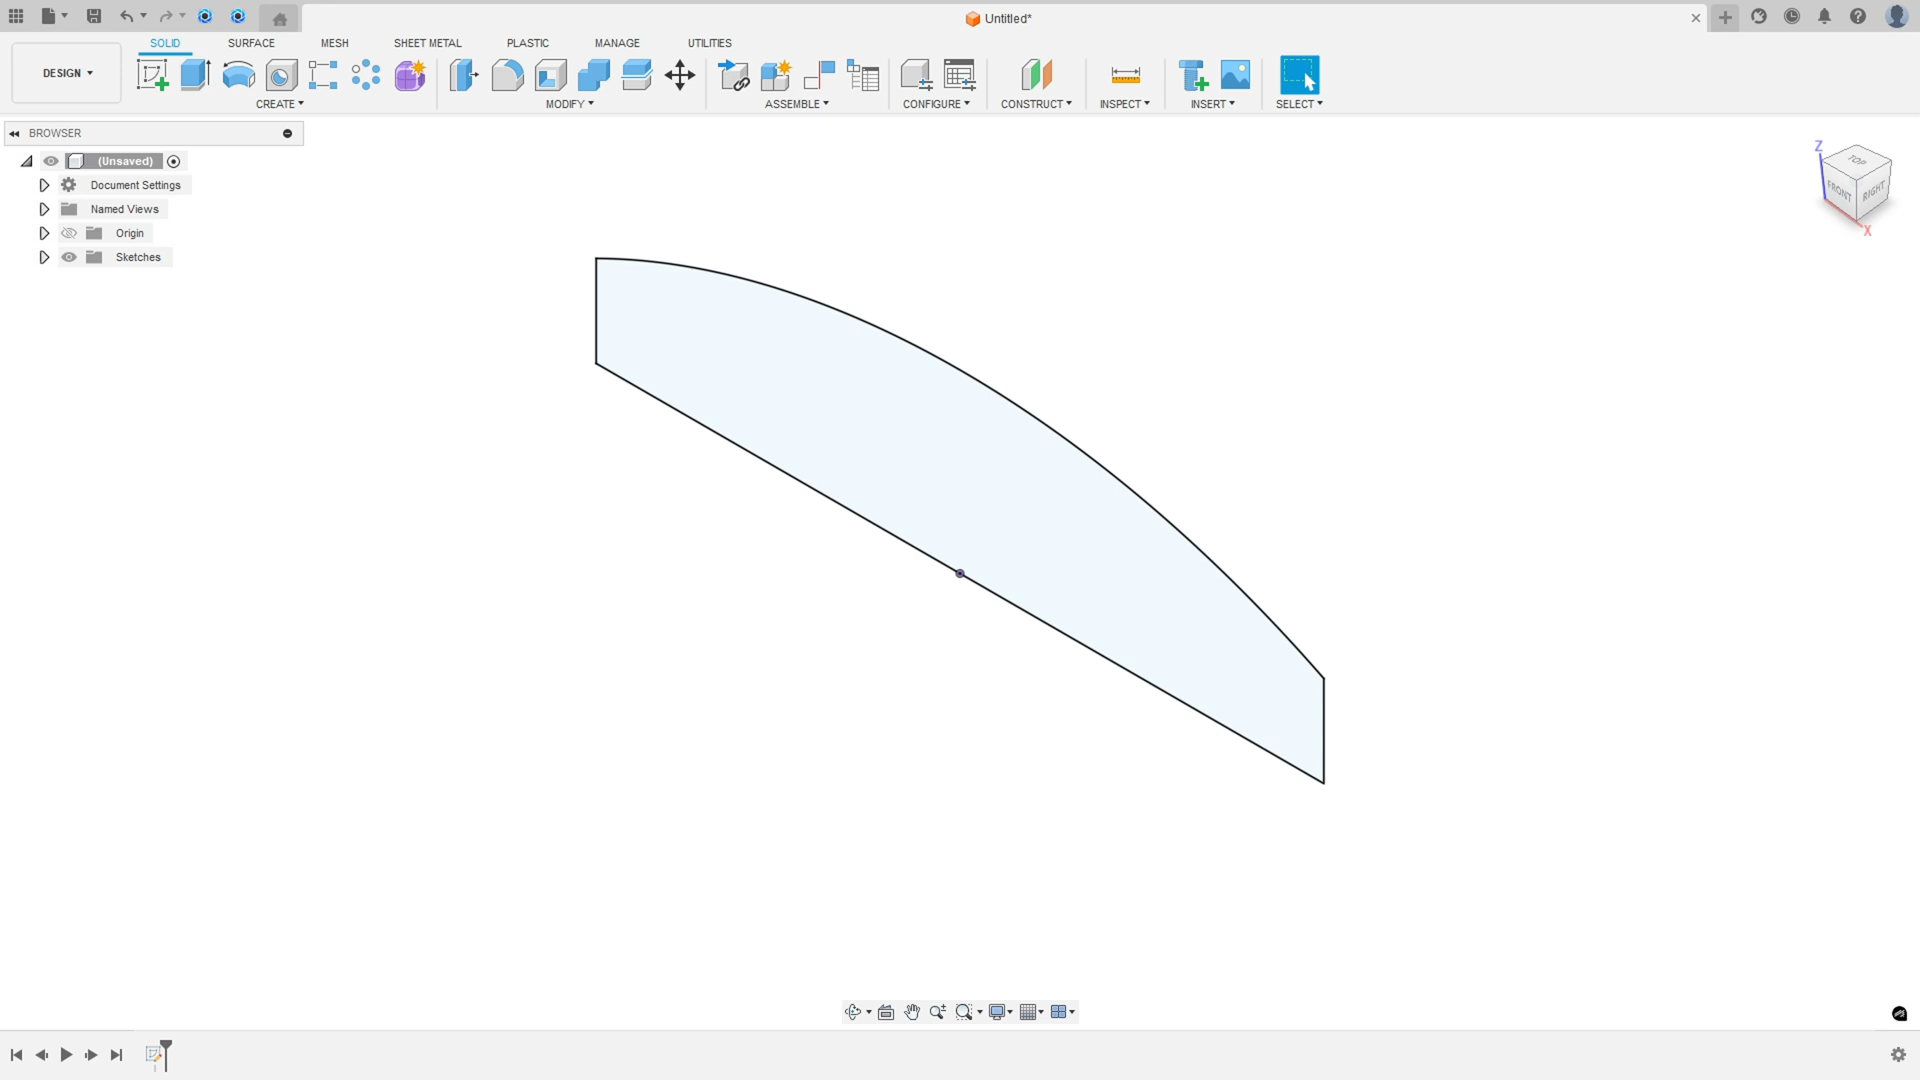 Untitled*
SOLID SURFACE MESH SHEET METAL PLASTIC MANAGE UTILITIES
DESIGN
CREATE MODIFY ASSEMBLE CONFIGURE CONSTRUCT INSPECT INSERT SELECT
BROWSER
(Unsaved)
Document Settings
Named Views
Origin
Sketches
Z
TOP
FRONT RIGHT
X